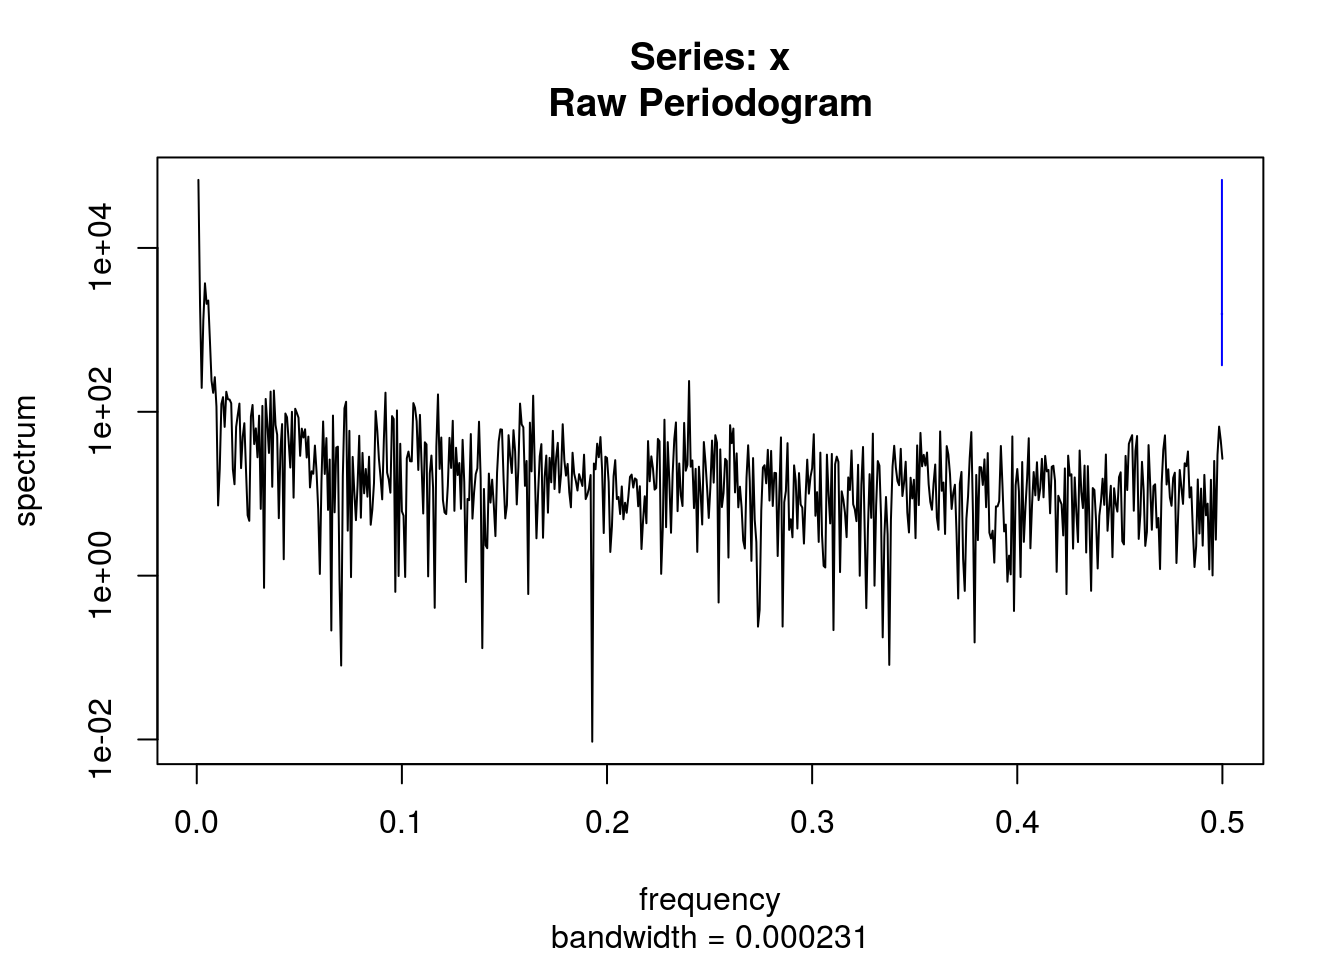 Series: x
Raw Periodogram
spectrum
1e+04
1e+02
1e+00
1e-02
0.0 0.1 0.2 0.3 0.4 0.5
frequency
bandwidth = 0.000231